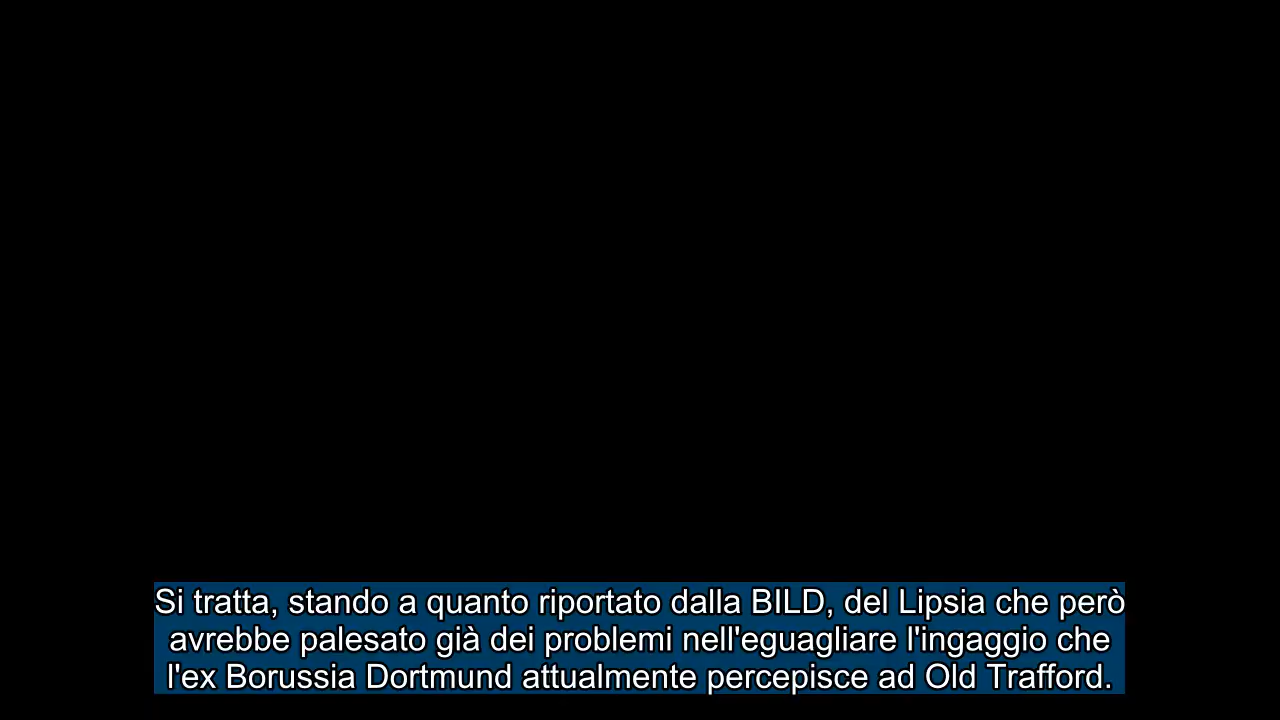 Si tratta, stando a quanto riportato dalla BILD, del Lipsia che però
avrebbe palesato già dei problemi nell'eguagliare l'ingaggio che
l'ex Borussia Dortmund attualmente percepisce ad Old Trafford.